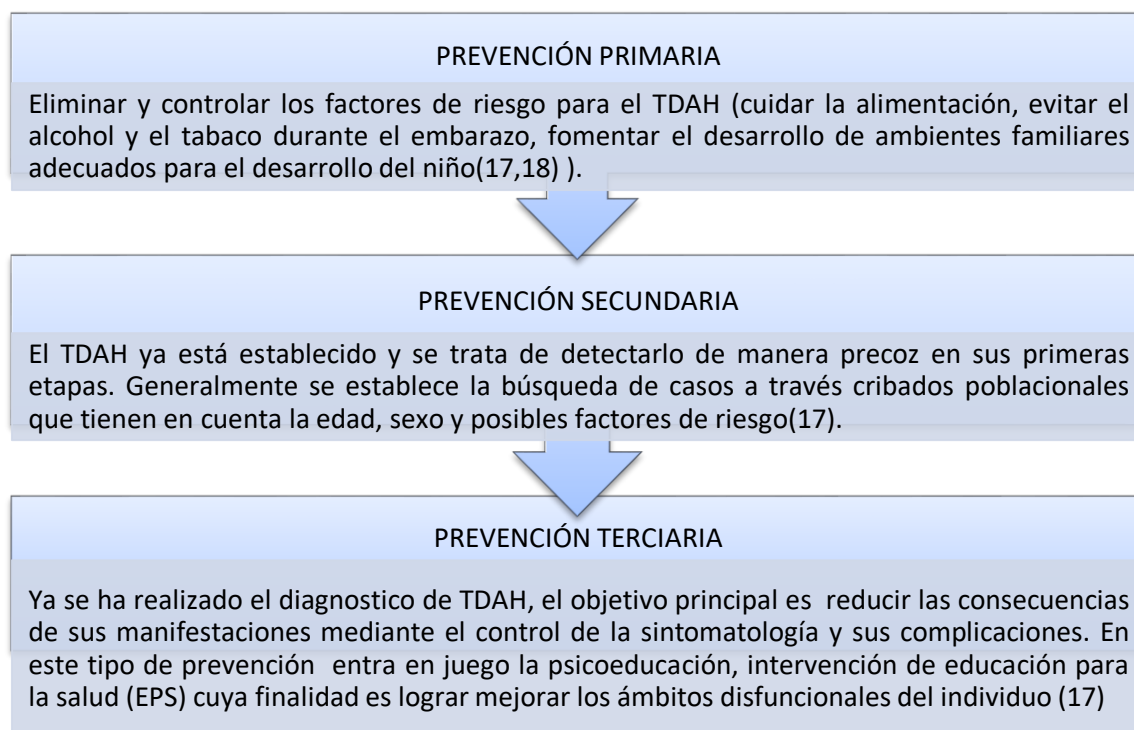 PREVENCIÓN PRIMARIA
Eliminar y controlar los factores de riesgo para el TDAH (cuidar la alimentación, evitar el
alcohol y el tabaco durante el embarazo, fomentar el desarrollo de ambientes familiares
adecuados para el desarrollo del niño(17,18) ).
PREVENCIÓN SECUNDARIA
El TDAH ya está establecido y se trata de detectarlo de manera precoz en sus primeras
etapas. Generalmente se establece la búsqueda de casos a través cribados poblacionales
que tienen en cuenta la edad, sexo y posibles factores de riesgo(17).
PREVENCIÓN TERCIARIA
Ya se ha realizado el diagnostico de TDAH, el objetivo principal es reducir las consecuencias
de sus manifestaciones mediante el control de la sintomatología y sus complicaciones. En
este tipo de prevención entra en juego la psicoeducación, intervención de educación para
la salud (EPS) cuya finalidad es lograr mejorar los ámbitos disfuncionales del individuo (17)